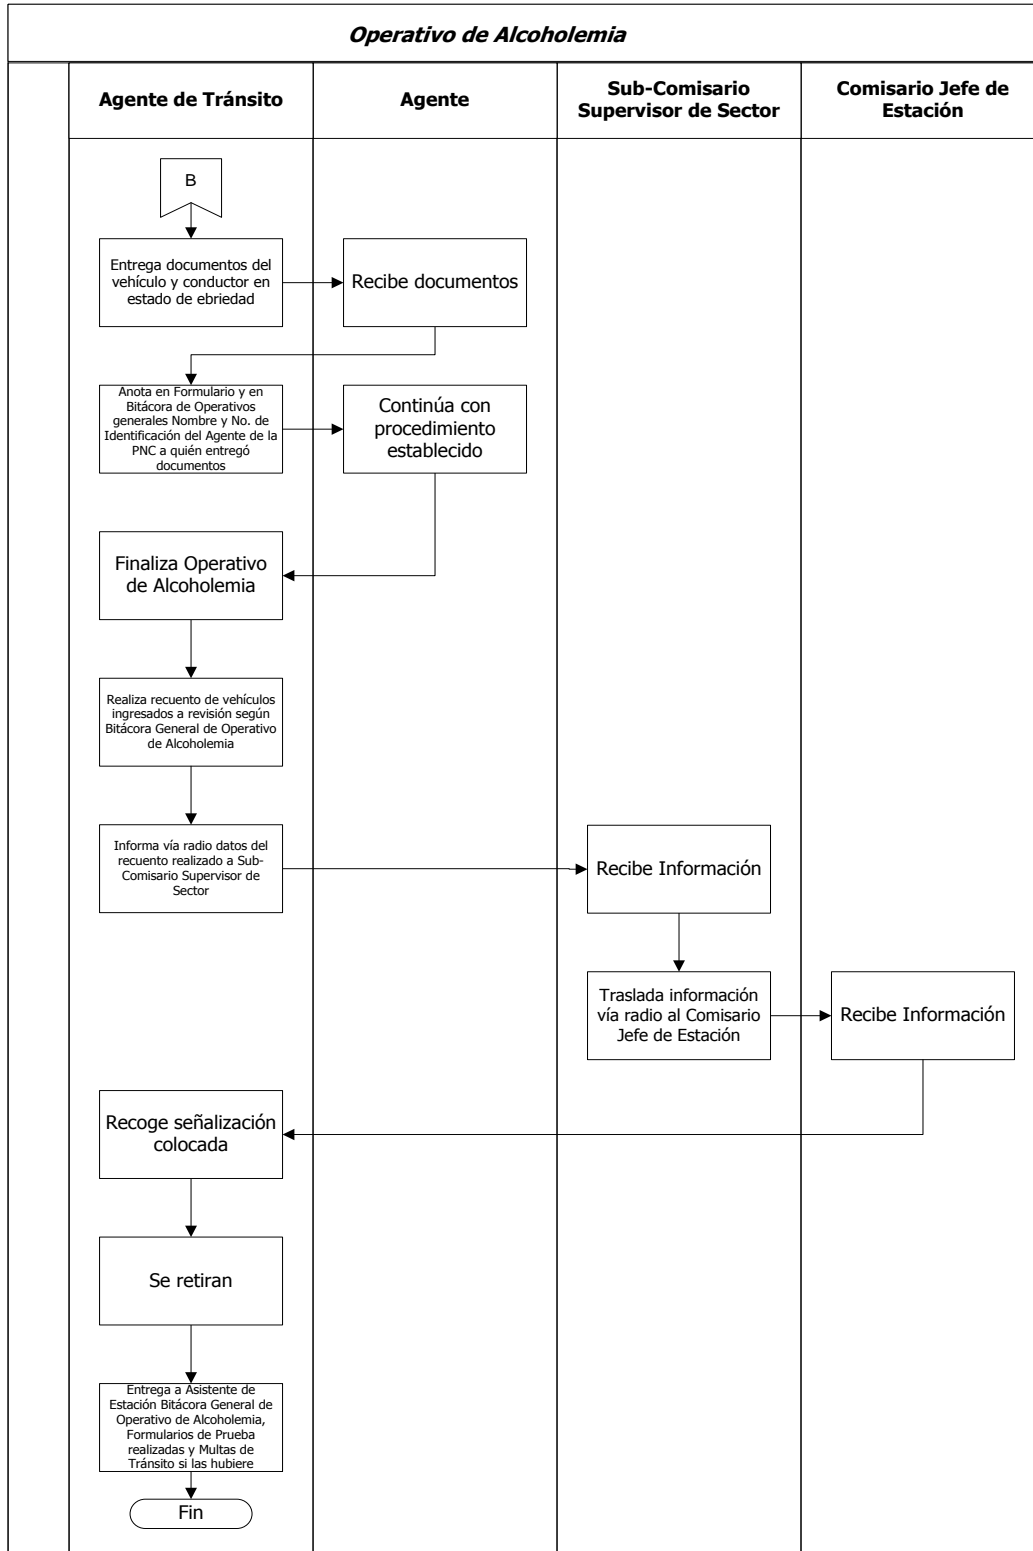 Operativo de Alcoholemia
Agente de Tránsito
Agente
Sub-Comisario
Supervisor de Sector
Comisario Jefe de
Estación
B
Entrega documentos del
vehículo y conductor en
estado de ebriedad
Recibe documentos
Anota en Formulario y en
Bitácora de Operativos
generales Nombre y No. de
Identificación del Agente de la
PNC a quién entregó
documentos
Continúa con
procedimiento
establecido
Finaliza Operativo
de Alcoholemia
Realiza recuento de vehículos
ingresados a revisión según
Bitácora General de Operativo
de Alcoholemia
Informa vía radio datos del
recuento realizado a Sub-
Comisario Supervisor de
Sector
Recibe Información
Traslada información
vía radio al Comisario
Jefe de Estación
Recibe Información
Recoge señalización
colocada
Se retiran
Entrega a Asistente de
Estación Bitácora General de
Operativo de Alcoholemia,
Formularios de Prueba
realizadas y Multas de
Tránsito si las hubiere
Fin